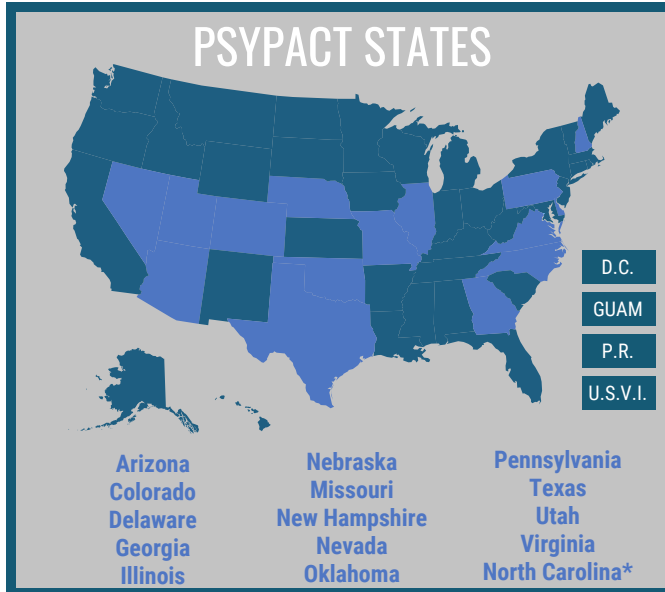 PSYPACT STATES
D.C.
GUAM
P.R.
U.S.V.I.
Arizona
Colorado
Delaware
Georgia
Illinois
Nebraska
Missouri
New Hampshire
Nevada
Oklahoma
Pennsylvania
Texas
Utah
Virginia
North Carolina*